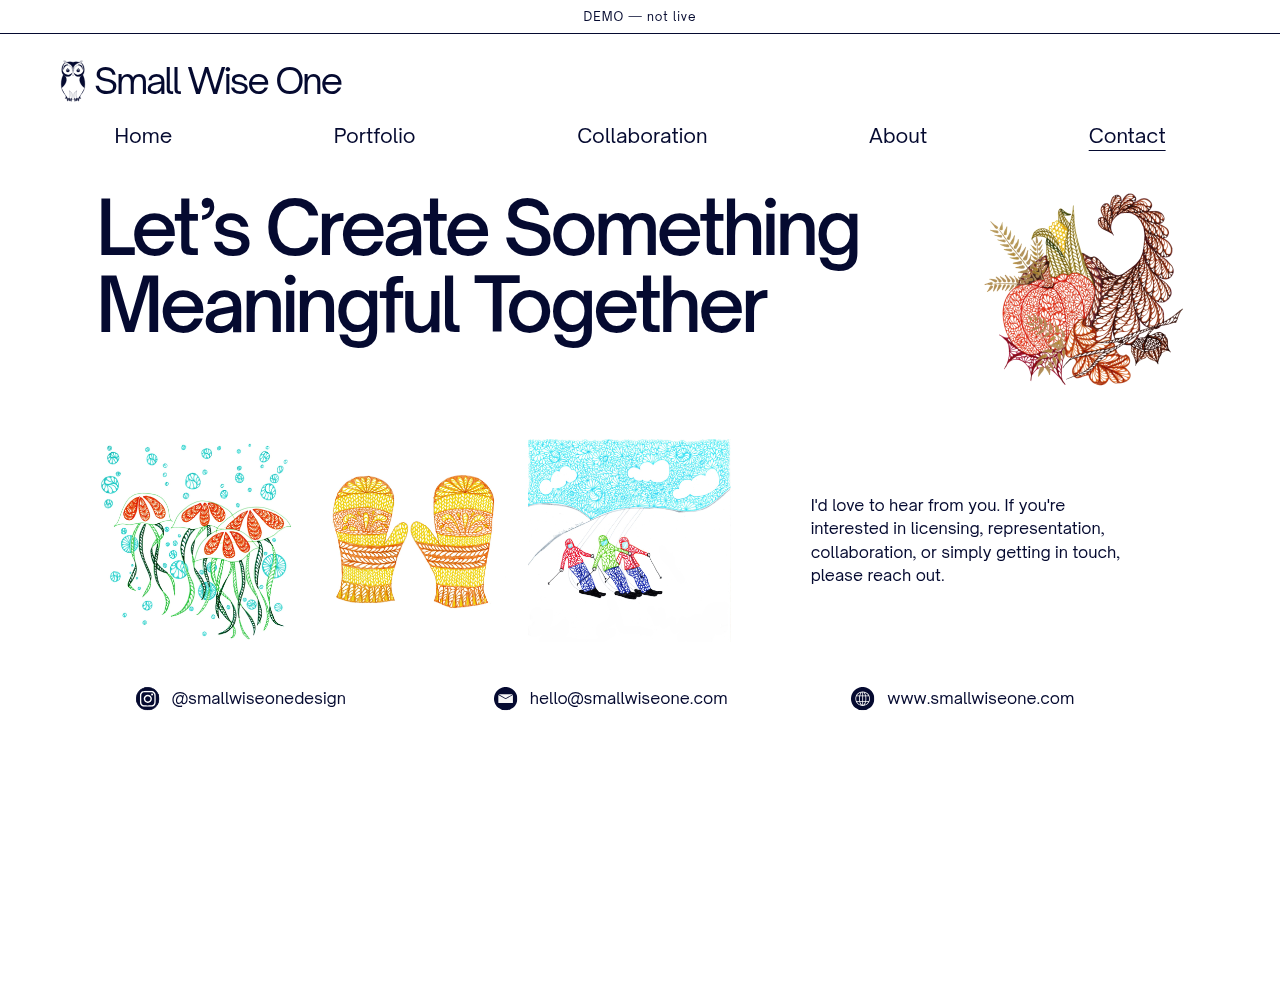 DEMO — not live
Small Wise One
Home
Portfolio
Collaboration
About
Contact
Let’s Create Something
Meaningful Together
I'd love to hear from you. If you're
interested in licensing, representation,
collaboration, or simply getting in touch,
please reach out.
@smallwiseonedesign
hello@smallwiseone.com
www.smallwiseone.com